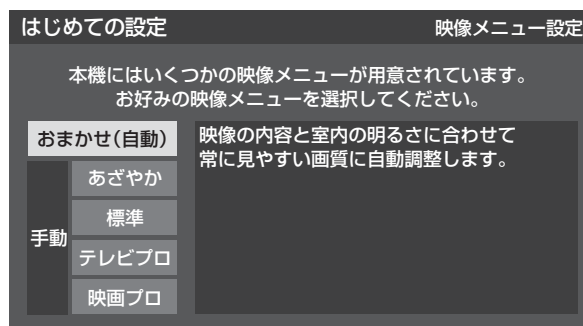 はじめての設定
映像メニュー設定
本機にはいくつかの映像メニューが用意されています。
お好みの映像メニューを選択してください。
おまかせ(自動)
映像の内容と室内の明るさに合わせて
常に見やすい画質に自動調整します。
手動
あざやか
標準
テレビプロ
映画プロ